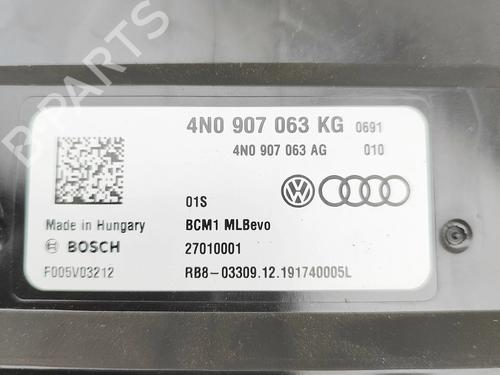 B-PARTS
4N0 907 063 KG 0691
4N0 907 063 AG 010
01S
Made in Hungary BCM1 MLBevo
BOSCH 27010001
F005V03212 RB8-03309.12.191740005L